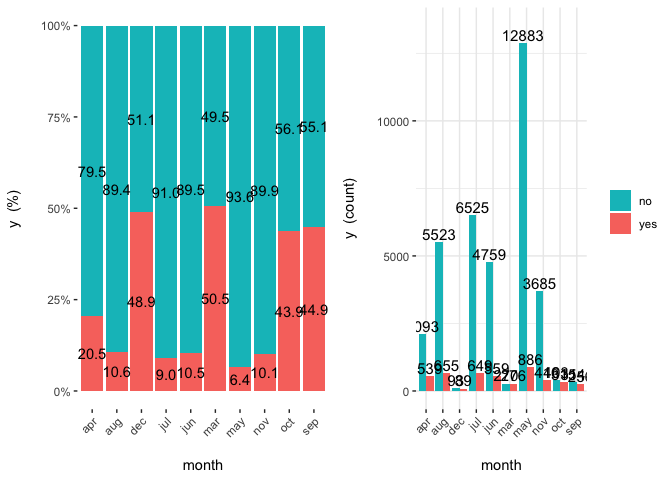 100%
75%
50%
25%
0%
y (%)
79.5 89.4 51.1 91.0 89.5 49.5 93.6 89.9 56.1 55.1
20.5 10.6 48.9 9.0 10.5 50.5 6.4 10.1 43.9 44.9
apr aug dec jul jun mar may nov oct sep
month
10000
5000
0
y (count)
5523 6525 4759 12883 3685
655 649 886
apr aug dec jul jun mar may nov oct sep
month
no
yes